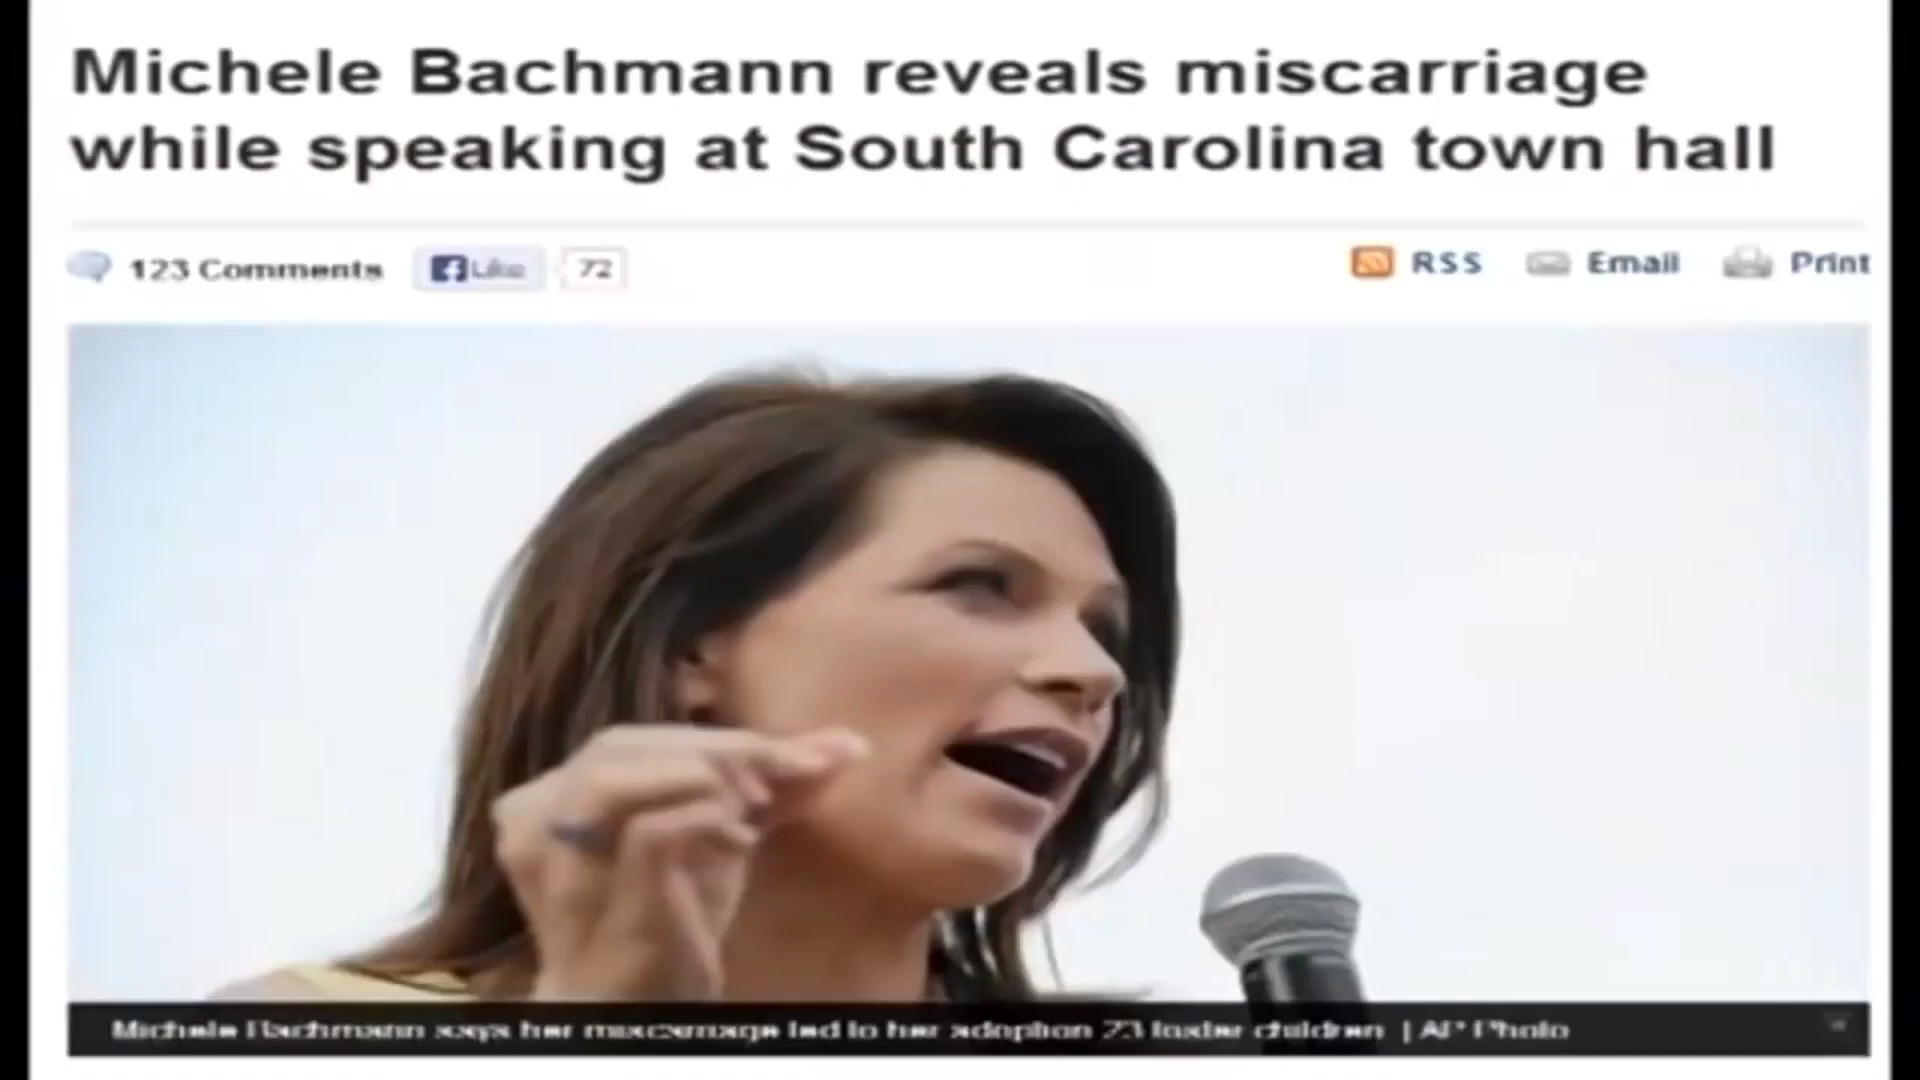 Michele Bachmann reveals miscarriage
while speaking at South Carolina town hall
123 Comments Like 72 RSS Email Print
Michele Bachmann says her miscarriage led to her adoption 23 foster children | AP Photo